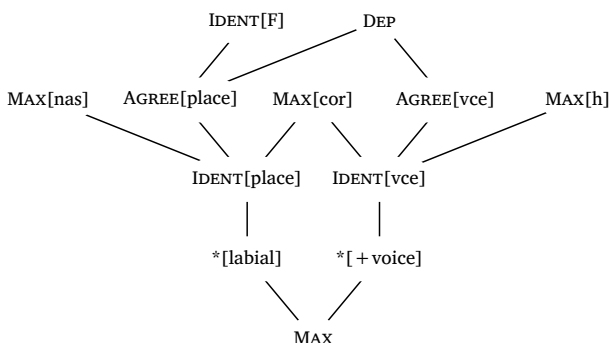 IDENT[F] DEP
MAX[nas] AGREE[place] MAX[cor] AGREE[vce] MAX[h]
IDENT[place] IDENT[vce]
*[labial] *[+voice]
MAX